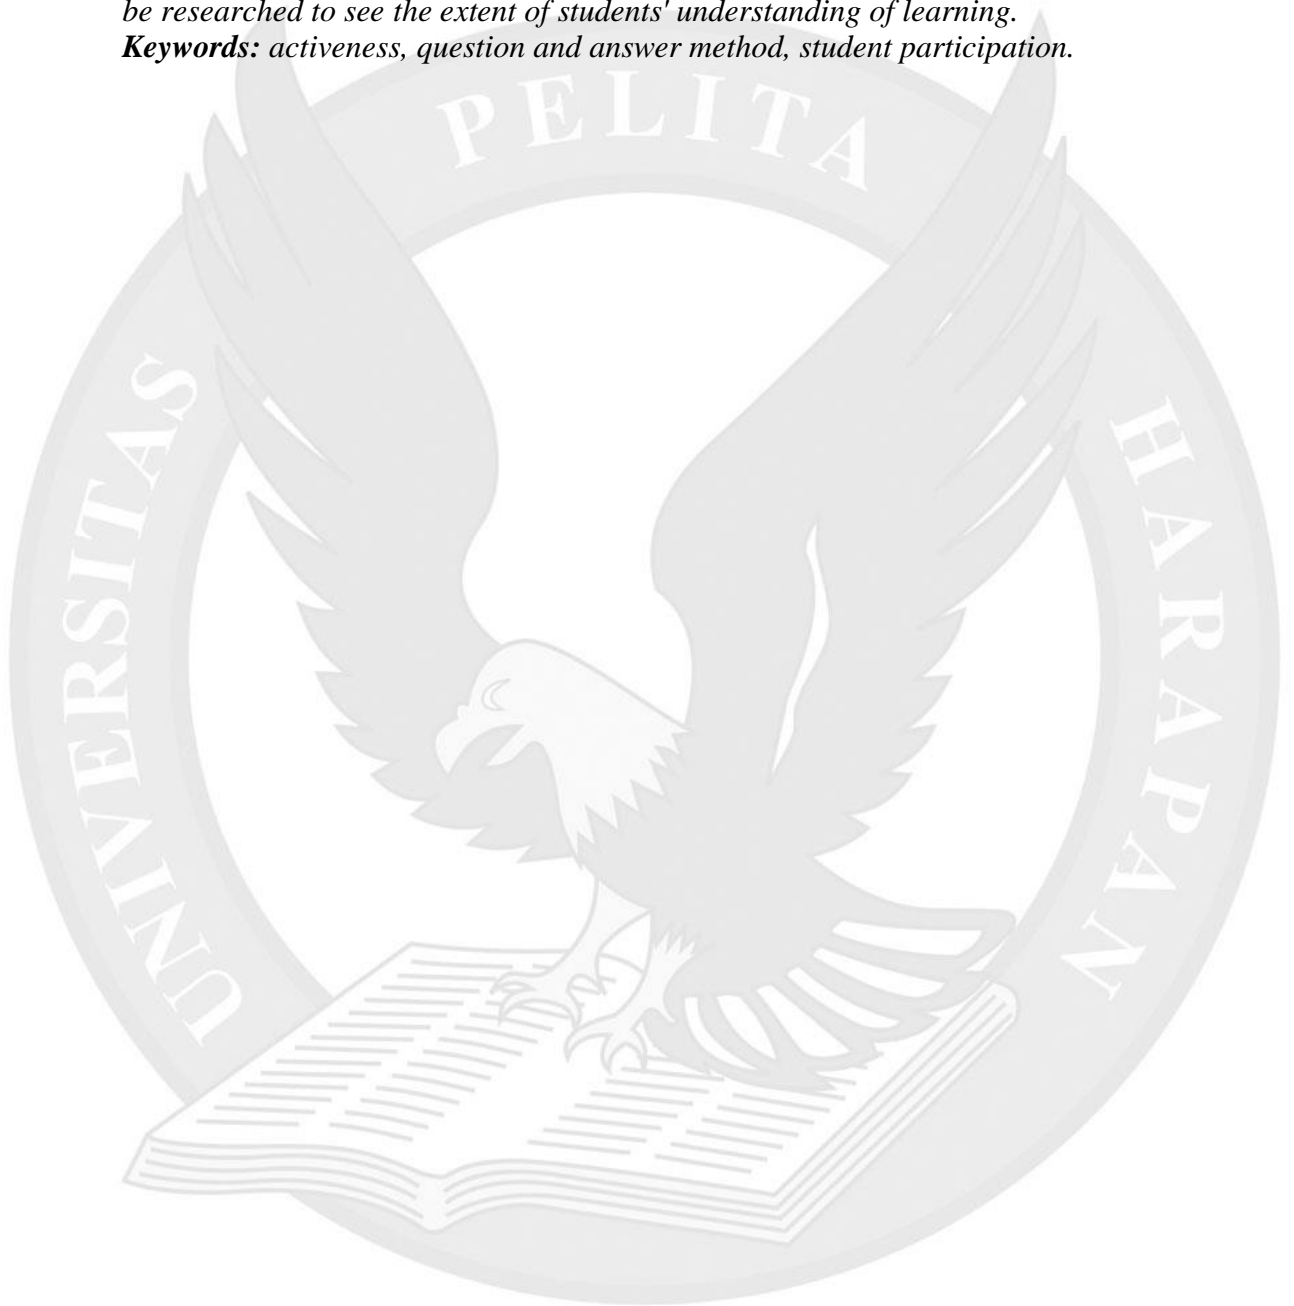 be researched to see the extent of students' understanding of learning.
Keywords: activeness, question and answer method, student participation.
UNIVERSITAS PELITA HARAPAN